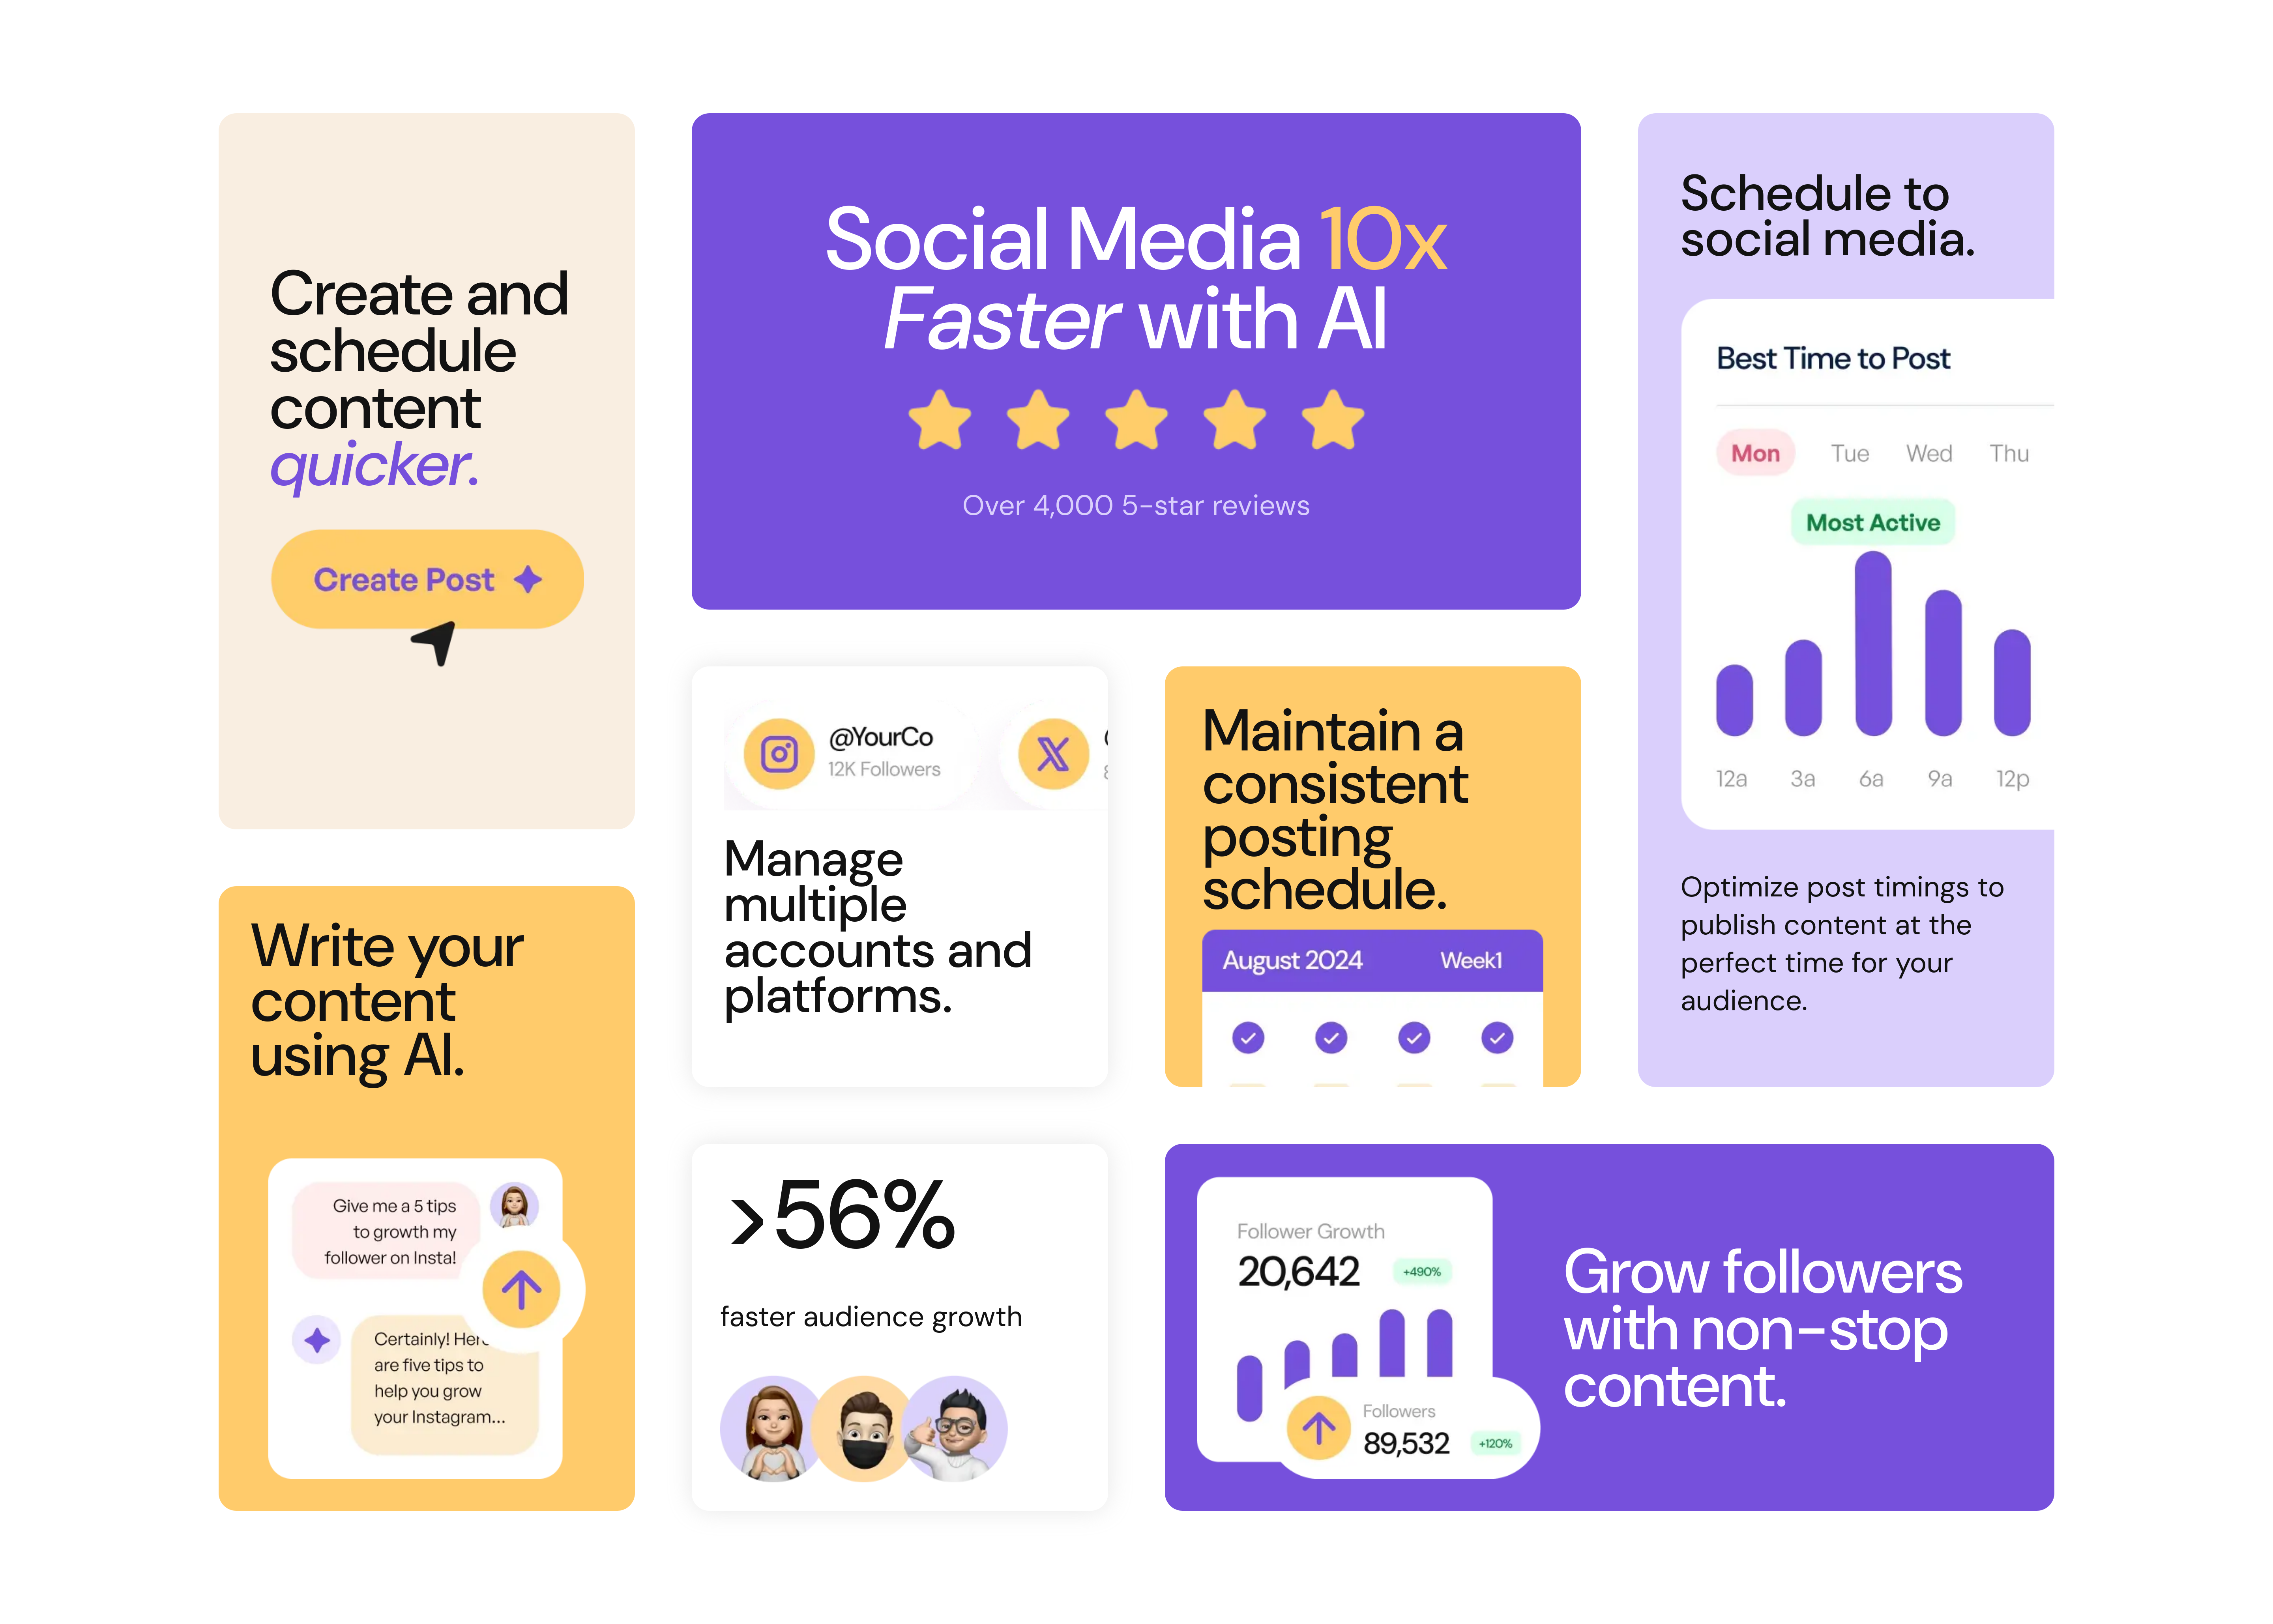 Create and
schedule
content
quicker.
Create Post
Social Media 10x
Faster with AI
Over 4,000 5-star reviews
Schedule to
social media.
Best Time to Post
Mon Tue Wed Thu
Most Active
12a 3a 6a 9a 12p
Optimize post timings to
publish content at the
perfect time for your
audience.
@YourCo
12K Followers
Manage
multiple
accounts and
platforms.
Maintain a
consistent
posting
schedule.
August 2024 Week1
Write your
content
using AI.
Give me a 5 tips
to growth my
follower on Insta!
Certainly! Here
are five tips to
help you grow
your Instagram...
>56%
faster audience growth
Follower Growth
20,642 +490%
Followers
89,532 +120%
Grow followers
with non-stop
content.